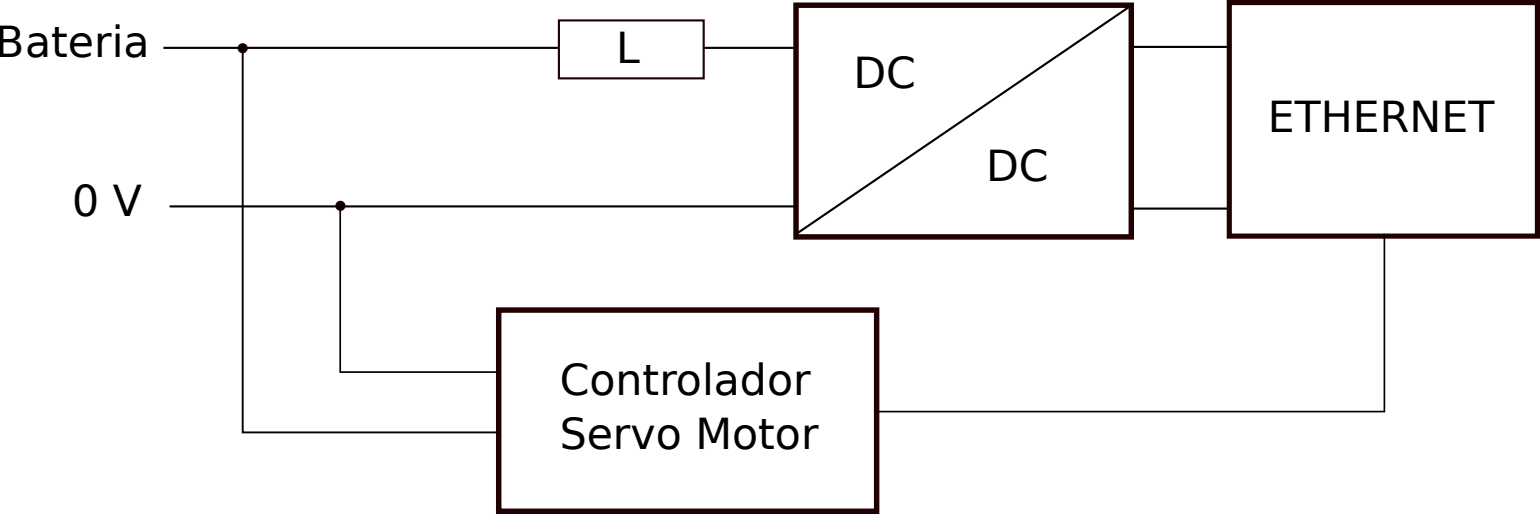 Bateria
L
DC
DC
ETHERNET
0 V
Controlador
Servo Motor